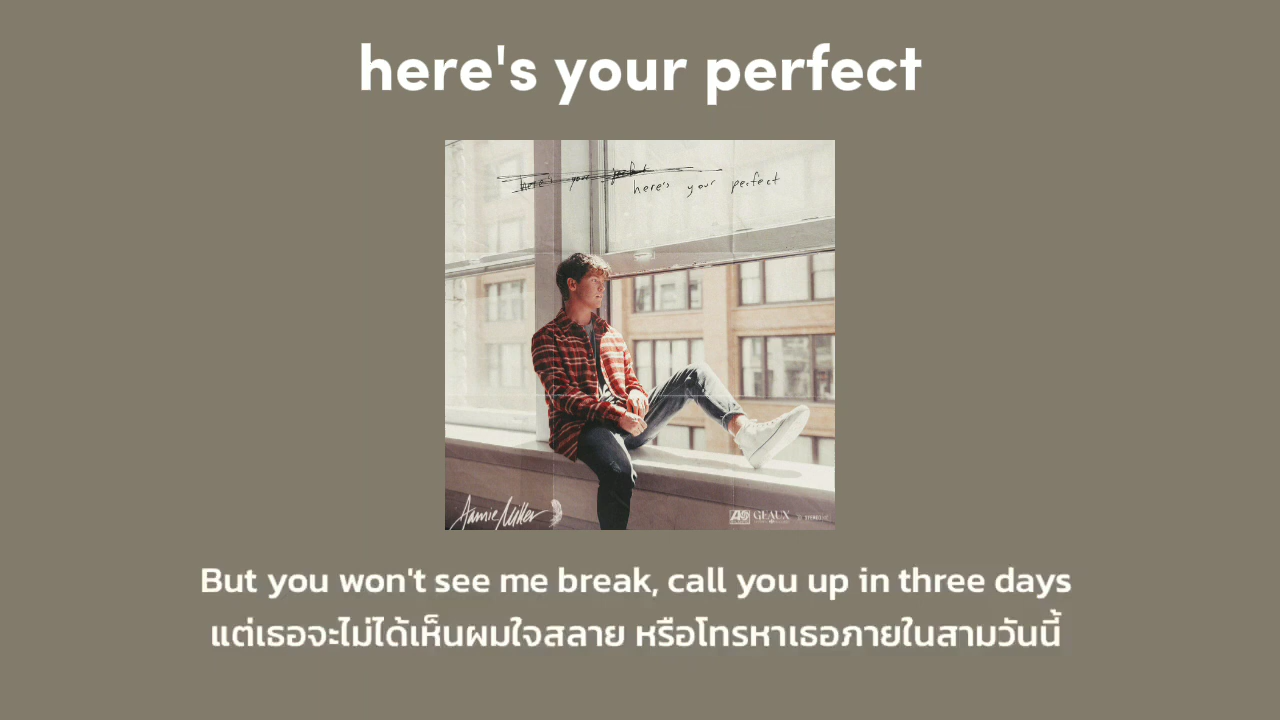 here's your perfect
here's your perfect
here's your perfect
Jamie Miller
GEAUX
But you won't see me break, call you up in three days
แต่เธอจะไม่ได้เห็นผมใจสลาย หรือโทรหาเธอภายในสามวันนี้